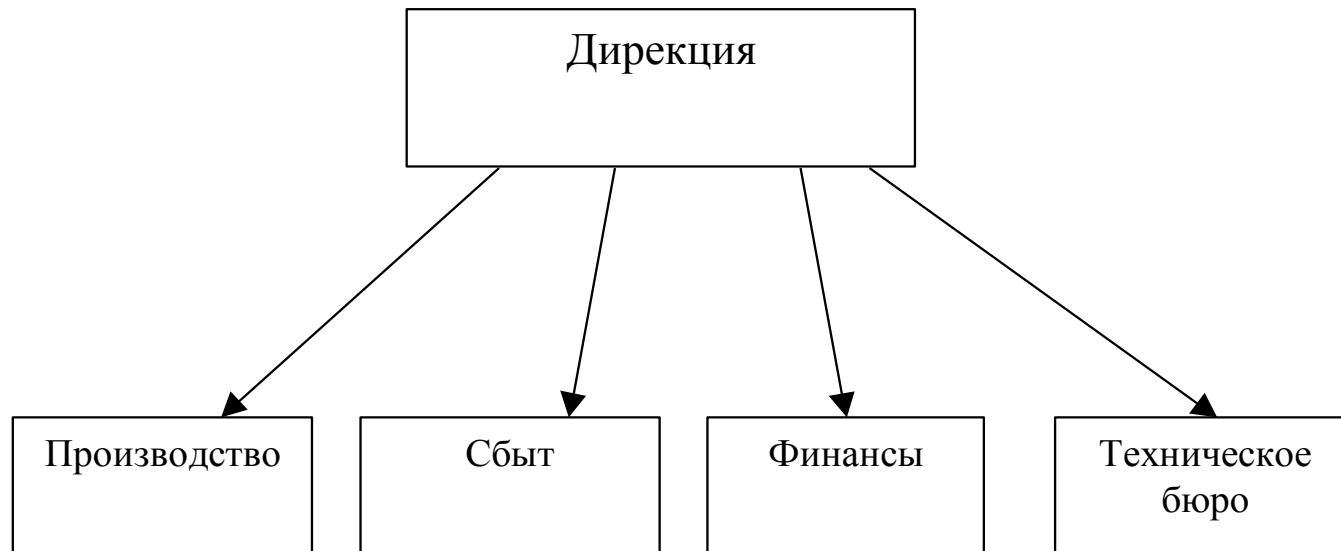 Дирекция
Производство
Сбыт
Финансы
Техническое
бюро